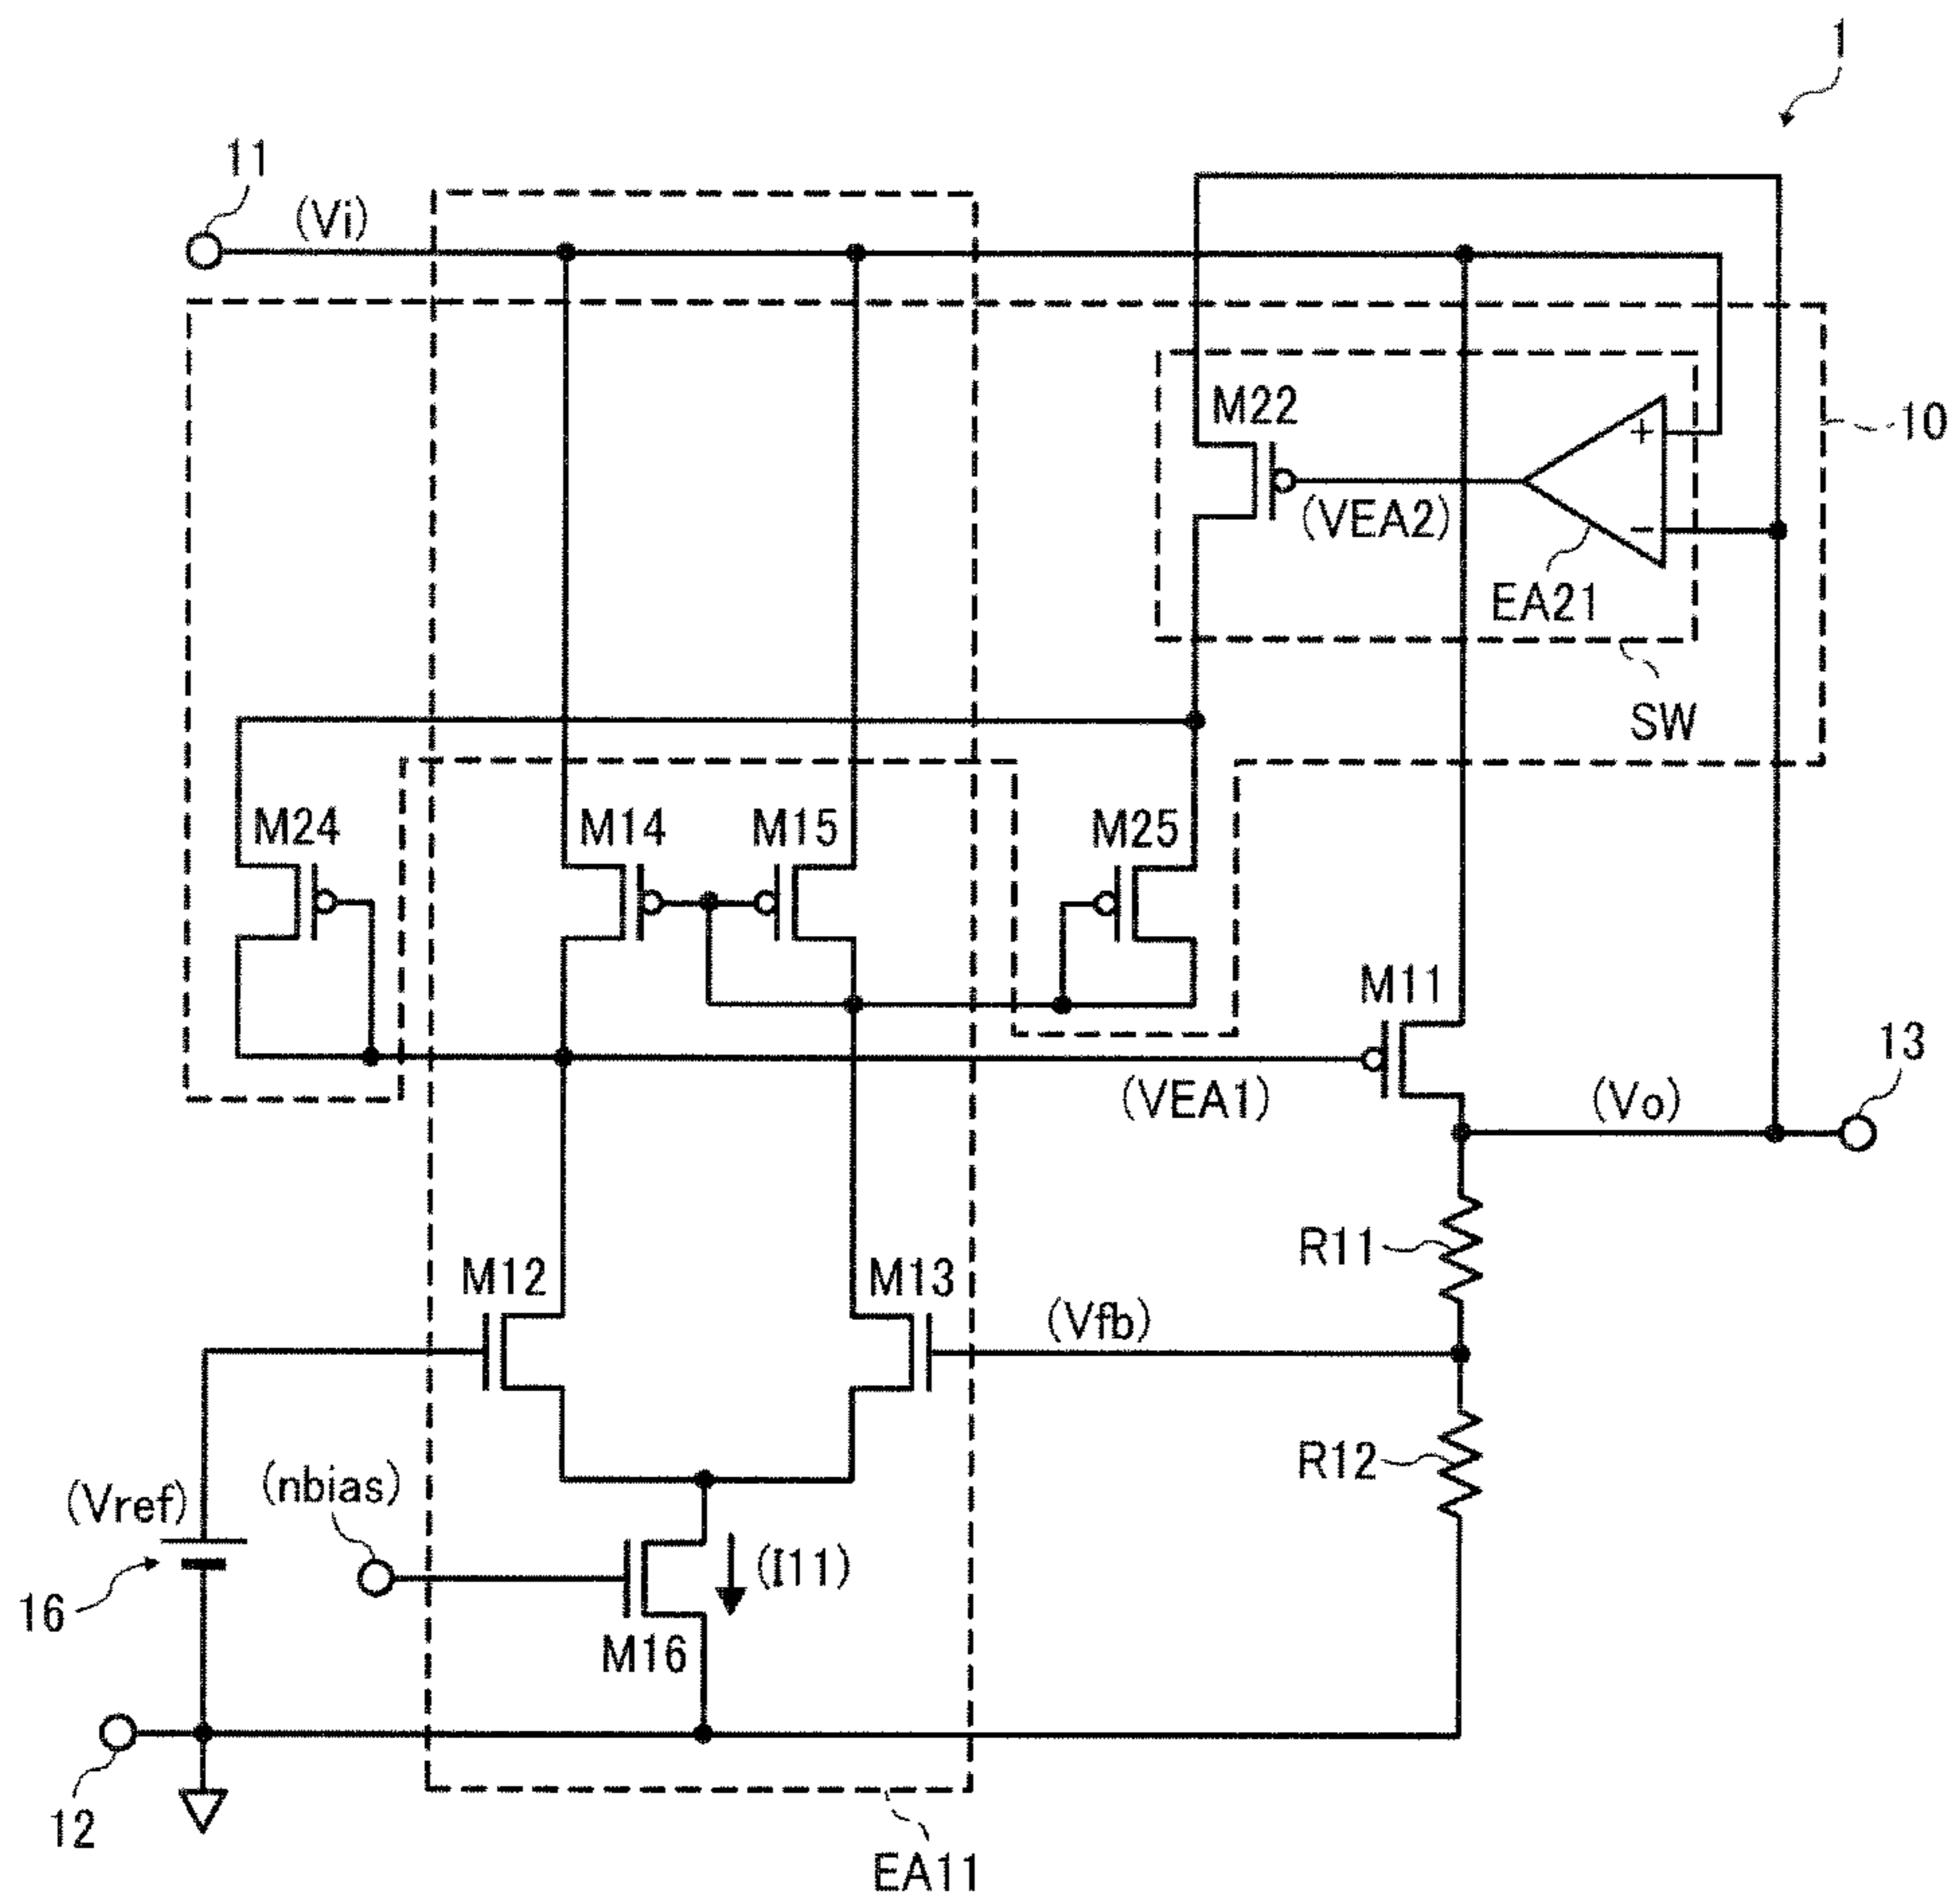 1
11
(Vi)
M22
+
10
(VEA2)
−
EA21
SW
M24
M14
M15
M25
M11
13
(VEA1)
(Vo)
R11
M12
M13
(Vfb)
R12
(nbias)
(Vref)
(I11)
16
M16
12
EA11